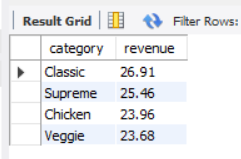 Result Grid Filter Rows:
category revenue
Classic 26.91
Supreme 25.46
Chicken 23.96
Veggie 23.68